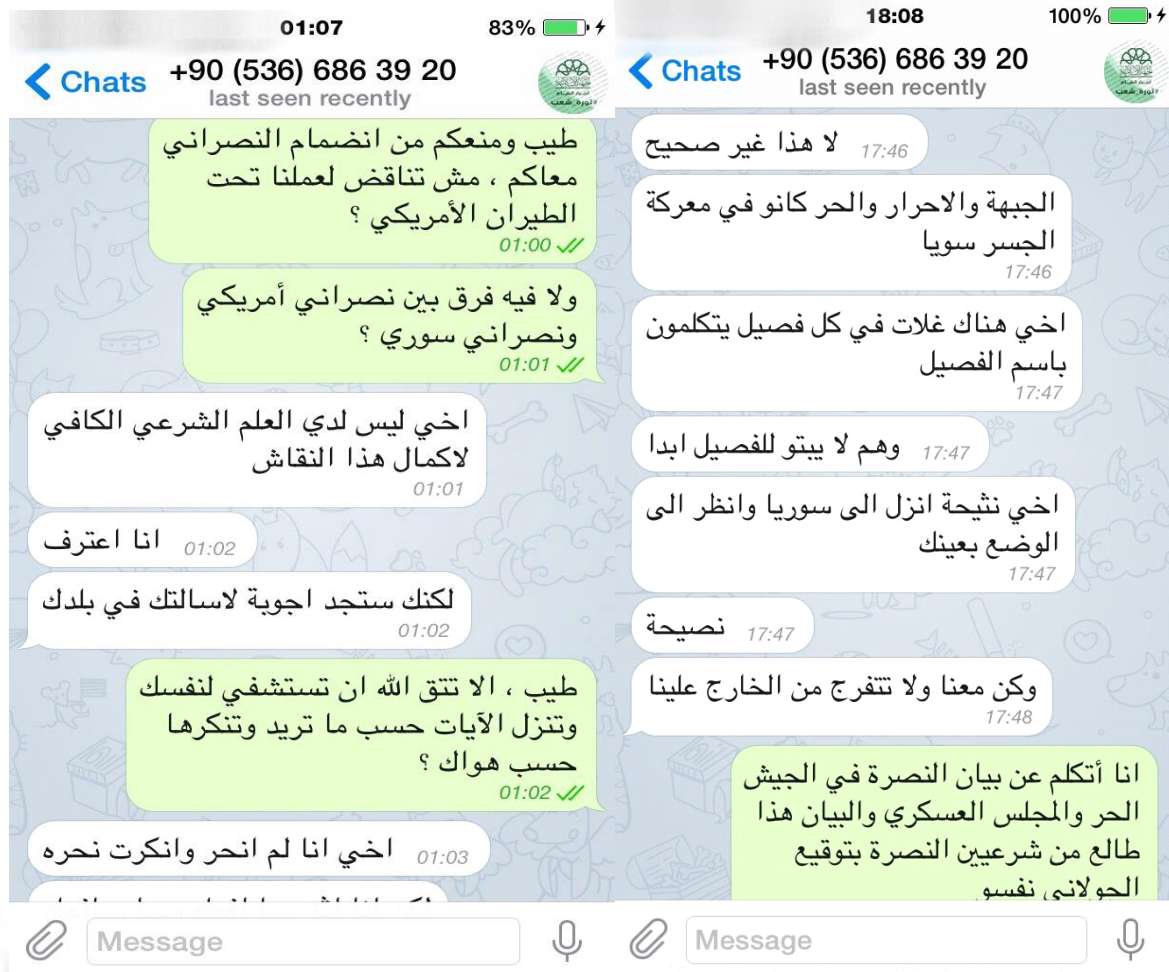 01:07
83%
Chats
+90 (536) 686 39 20
last seen recently
طيب ومنعكم من انضمام النصراني
معاكم ، مش تناقض لعملنا تحت
الطيران الأمريكي ؟
01:00
ولا فيه فرق بين نصراني أمريكي
ونصراني سوري ؟
01:01
اخي ليس لدي العلم الشرعي الكافي
لاكمال هذا النقاش
01:01
انا اعترف 01:02
لكنك ستجد اجوبة لاسالتك في بلدك
01:02
طيب ، الا تتق الله ان تستشفي لنفسك
وتنزل الآيات حسب ما تريد وتنكرها
حسب هواك ؟
01:02
اخي انا لم انحر وانكرت نحره 01:03
Message
18:08
100%
Chats
+90 (536) 686 39 20
last seen recently
لا هذا غير صحيح 17:46
الجبهة والاحرار والحر كانو في معركة
الجسر سويا
17:46
اخي هناك غلات في كل فصيل يتكلمون
باسم الفصيل
17:47
وهم لا يبتو للفصيل ابدا 17:47
اخي نثيحة انزل الى سوريا وانظر الى
الوضع بعينك
17:47
نصيحة 17:47
وكن معنا ولا تتفرج من الخارج علينا
17:48
انا أتكلم عن بيان النصرة في الجيش
الحر والمجلس العسكري والبيان هذا
طالع من شرعيين النصرة بتوقيع
الجولاني نفسو
Message